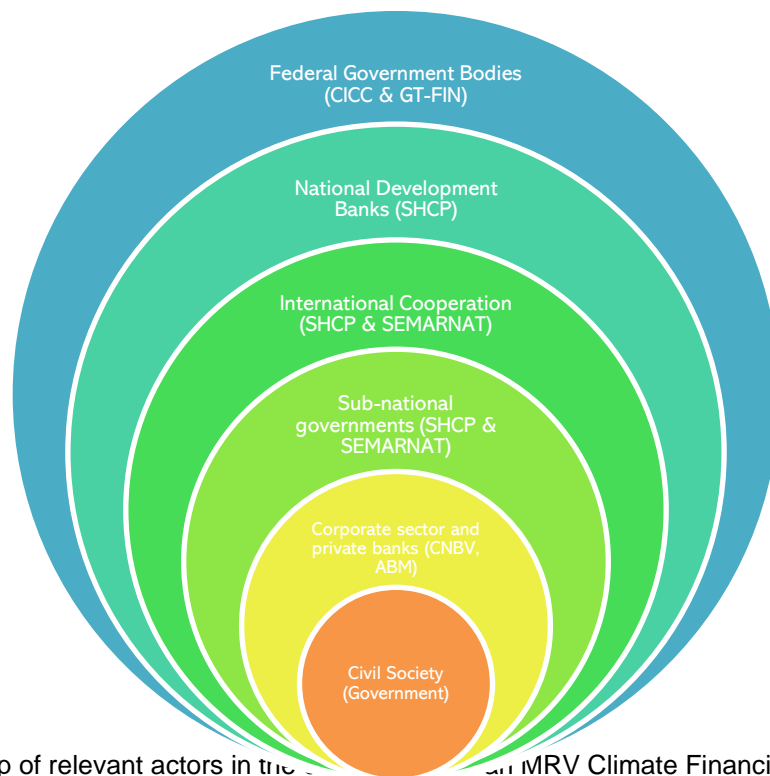 Federal Government Bodies
(CICC & GT-FIN)
National Development
Banks (SHCP)
International Cooperation
(SHCP & SEMARNAT)
Sub-national
governments (SHCP &
SEMARNAT)
Corporate sector and
private banks (CNBV,
ABM)
Civil Society
(Government)
p of relevant actors in the MRV Climate Financi